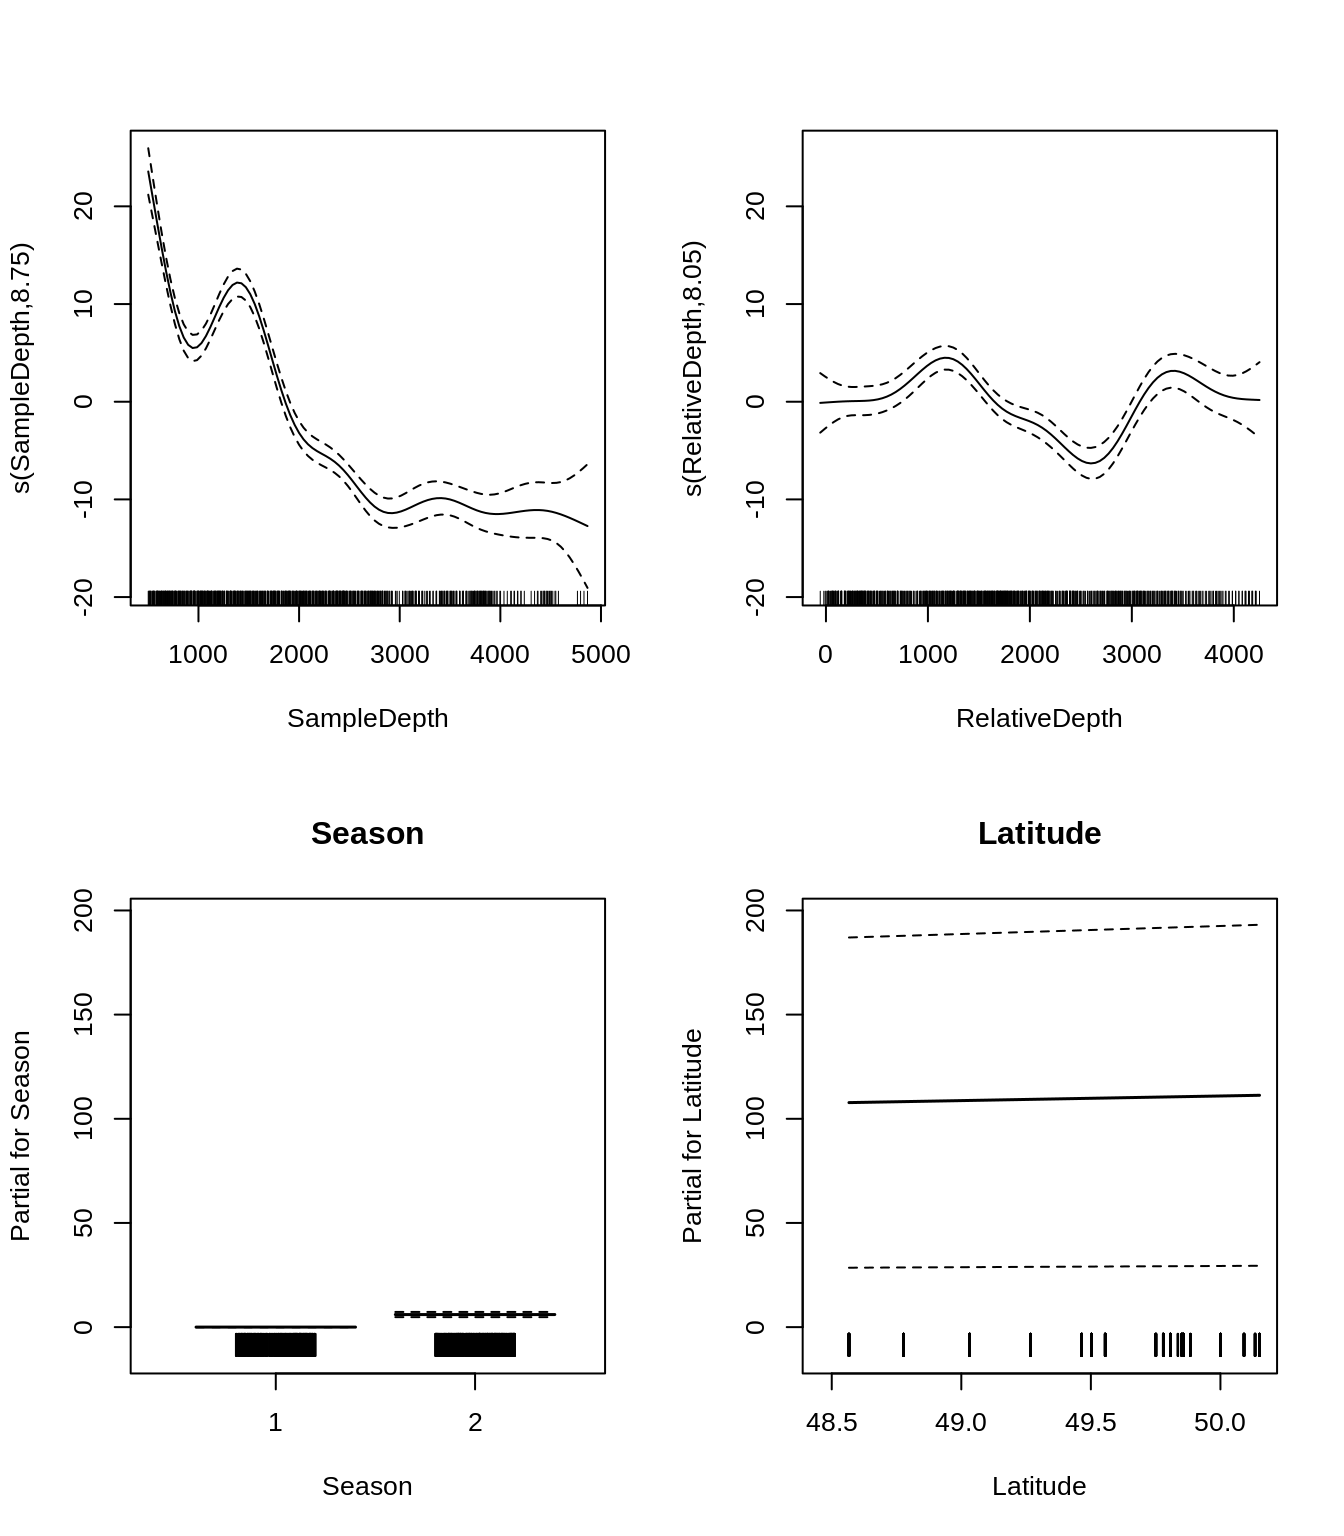 s(SampleDepth,8.75)
20
10
0
-10
-20
1000 2000 3000 4000 5000
SampleDepth
s(RelativeDepth,8.05)
20
10
0
-10
-20
0 1000 2000 3000 4000
RelativeDepth
Season
Partial for Season
200
150
100
50
0
1 2
Season
Latitude
Partial for Latitude
200
150
100
50
0
48.5 49.0 49.5 50.0
Latitude